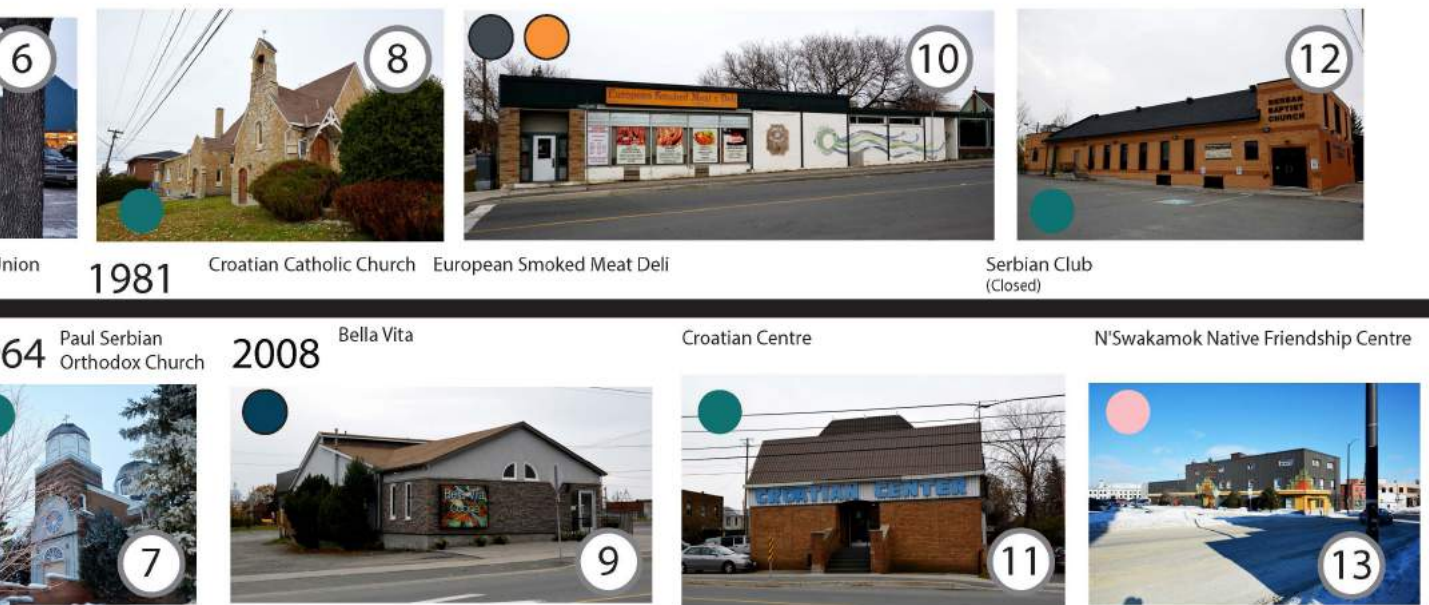 6
8
10
12
European Smoked Meat & Deli
SERBIAN
BAPTIST
CHURCH
Union
1981
Croatian Catholic Church
European Smoked Meat Deli
Serbian Club
(Closed)
64
Paul Serbian
Orthodox Church
2008
Bella Vita
Croatian Centre
N'Swakamok Native Friendship Centre
Bella Vita
CROATIAN CENTER
7
9
11
13